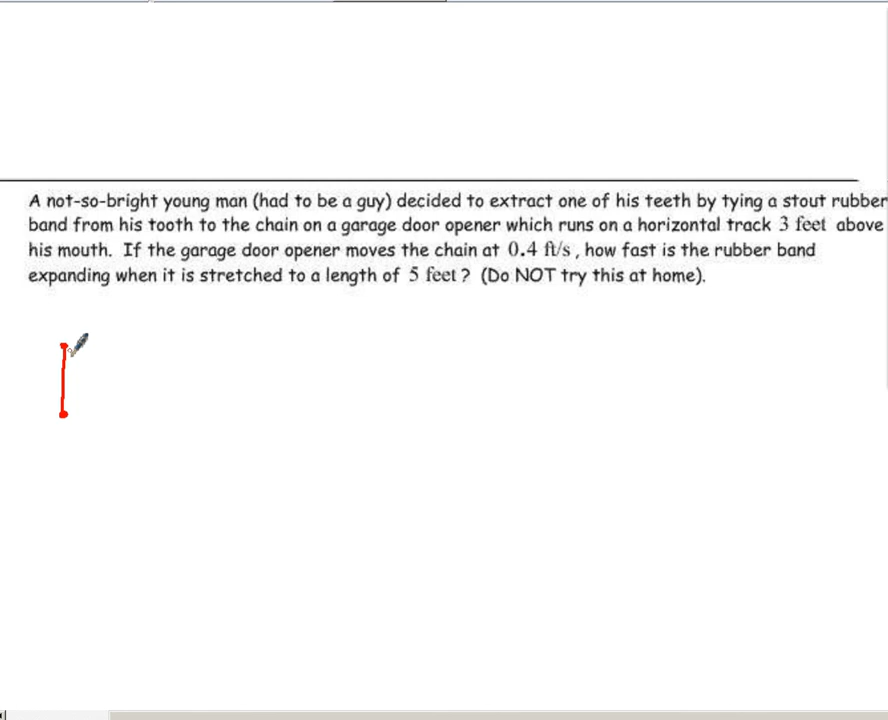 A not-so-bright young man (had to be a guy) decided to extract one of his teeth by tying a stout rubber
band from his tooth to the chain on a garage door opener which runs on a horizontal track 3 feet above
his mouth. If the garage door opener moves the chain at 0.4 ft/s, how fast is the rubber band
expanding when it is stretched to a length of 5 feet? (Do NOT try this at home).